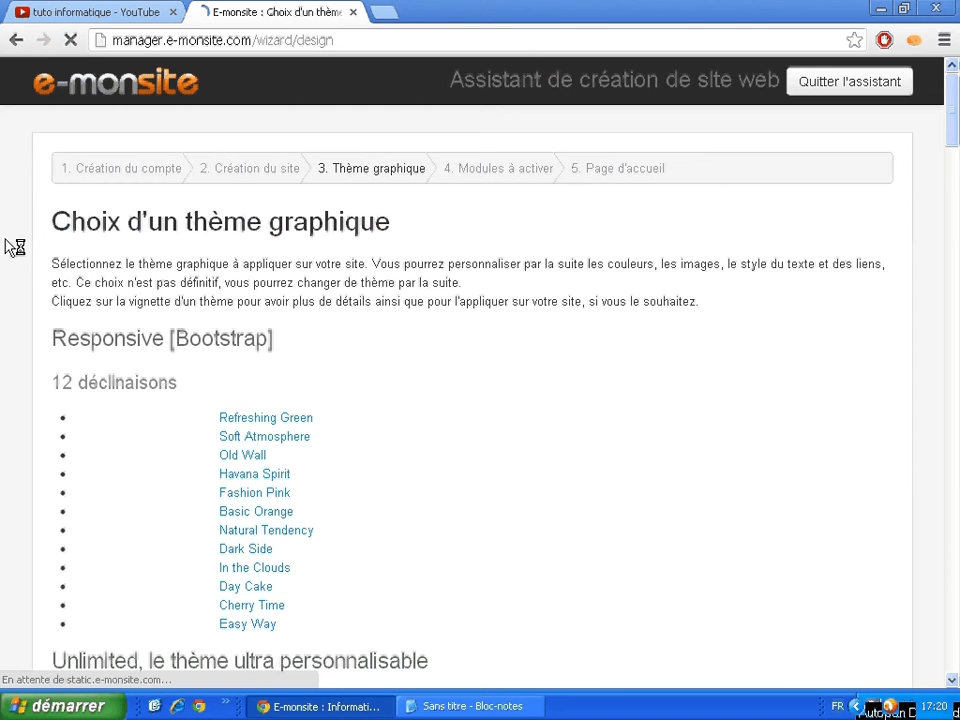 tuto informatique - YouTube
E-monsite : Choix d'un thèm
manager.e-monsite.com/wizard/design
e-monsite
Assistant de création de site web
Quitter l'assistant
1. Création du compte
2. Création du site
3. Thème graphique
4. Modules à activer
5. Page d'accueil
Choix d'un thème graphique
Sélectionnez le thème graphique à appliquer sur votre site. Vous pourrez personnaliser par la suite les couleurs, les images, le style du texte et des liens,
etc. Ce choix n'est pas définitif, vous pourrez changer de thème par la suite.
Cliquez sur la vignette d'un thème pour avoir plus de détails ainsi que pour l'appliquer sur votre site, si vous le souhaitez.
Responsive [Bootstrap]
12 déclinaisons
Refreshing Green
Soft Atmosphere
Old Wall
Havana Spirit
Fashion Pink
Basic Orange
Natural Tendency
Dark Side
In the Clouds
Day Cake
Cherry Time
Easy Way
Unlimited, le thème ultra personnalisable
En attente de static.e-monsite.com...
démarrer
E-monsite : Informati...
Sans titre - Bloc-notes
FR
17:20